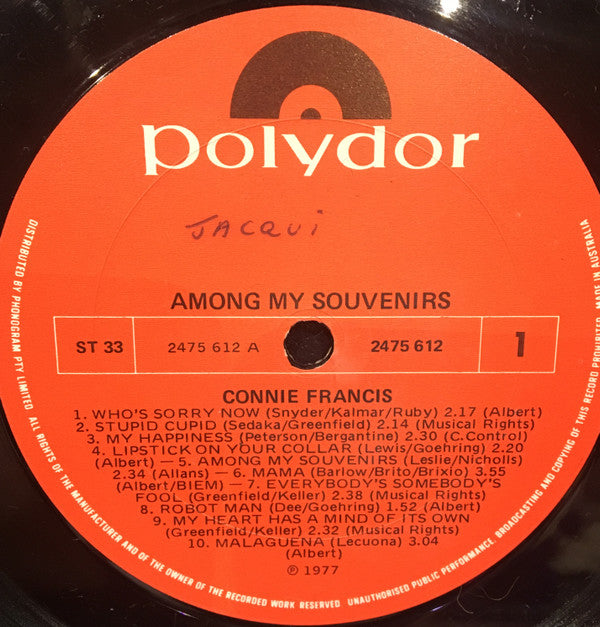 polydor
JACQUI
AMONG MY SOUVENIRS
ST 33 2475 612 A 2475 612 1
CONNIE FRANCIS
1. WHO'S SORRY NOW (Snyder/Kalmar/Ruby) 2.17 (Albert)
2. STUPID CUPID (Sedaka/Greenfield) 2.14 (Musical Rights)
3. MY HAPPINESS (Peterson/Bergantine) 2.30 (C.Control)
4. LIPSTICK ON YOUR COLLAR (Lewis/Goehring) 2.20
(Albert) — 5. AMONG MY SOUVENIRS (Leslie/Nicholls)
2.34 (Allans) — 6. MAMA (Barlow/Brito/Brixio) 3.55
(Albert/BIEM) — 7. EVERYBODY'S SOMEBODY'S
FOOL (Greenfield/Keller) 2.38 (Musical Rights)
8. ROBOT MAN (Dee/Goehring) 1.52 (Albert)
9. MY HEART HAS A MIND OF ITS OWN
(Greenfield/Keller) 2.32 (Musical Rights)
10. MALAGUENA (Lecuona) 3.04
(Albert)
℗ 1977
DISTRIBUTED BY PHONOGRAM PTY LIMITED. ALL RIGHTS OF THE MANUFACTURER AND OF THE OWNER OF THE RECORDED WORK RESERVED. UNAUTHORISED PUBLIC PERFORMANCE, BROADCASTING AND COPYING OF THIS RECORD PROHIBITED. MADE IN AUSTRALIA